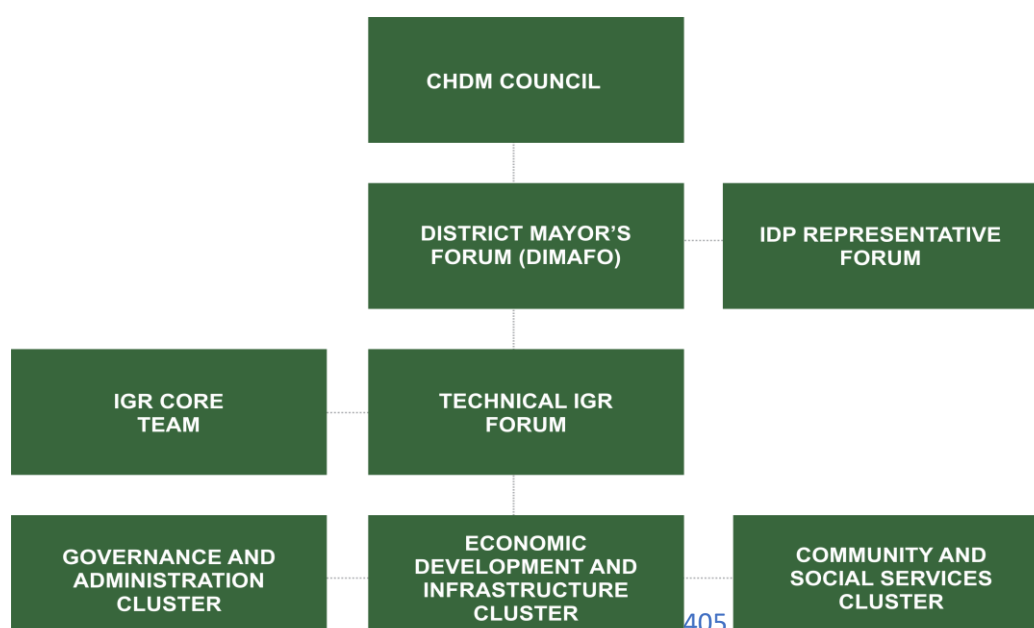 CHDM COUNCIL
DISTRICT MAYOR’S
FORUM (DIMAFO)
IDP REPRESENTATIVE
FORUM
IGR CORE
TEAM
TECHNICAL IGR
FORUM
GOVERNANCE AND
ADMINISTRATION
CLUSTER
ECONOMIC
DEVELOPMENT AND
INFRASTRUCTURE
CLUSTER
COMMUNITY AND
SOCIAL SERVICES
CLUSTER
405